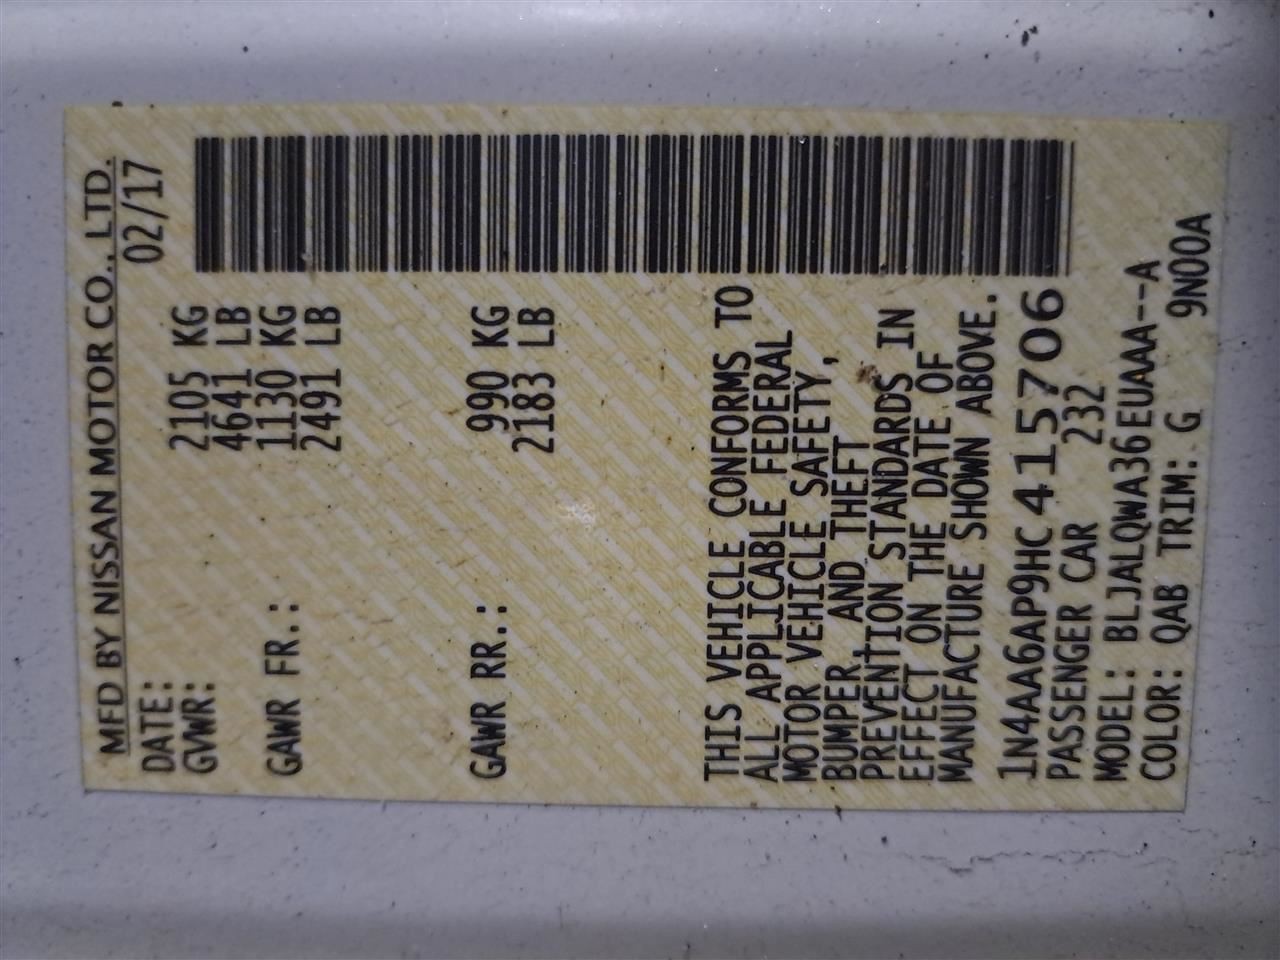 MFD BY NISSAN MOTOR CO., LTD.
DATE: 02/17
GVWR: 2105 KG
4641 LB
GAWR FR.: 1130 KG
2491 LB
GAWR RR.: 990 KG
2183 LB
THIS VEHICLE CONFORMS TO
ALL APPLICABLE FEDERAL
MOTOR VEHICLE SAFETY,
BUMPER, AND THEFT
PREVENTION STANDARDS IN
EFFECT ON THE DATE OF
MANUFACTURE SHOWN ABOVE.
1N4AA6AP9HC415706
PASSENGER CAR 232
MODEL: BLJALQWA36EUAAA--A
COLOR: QAB TRIM: G 9N00A